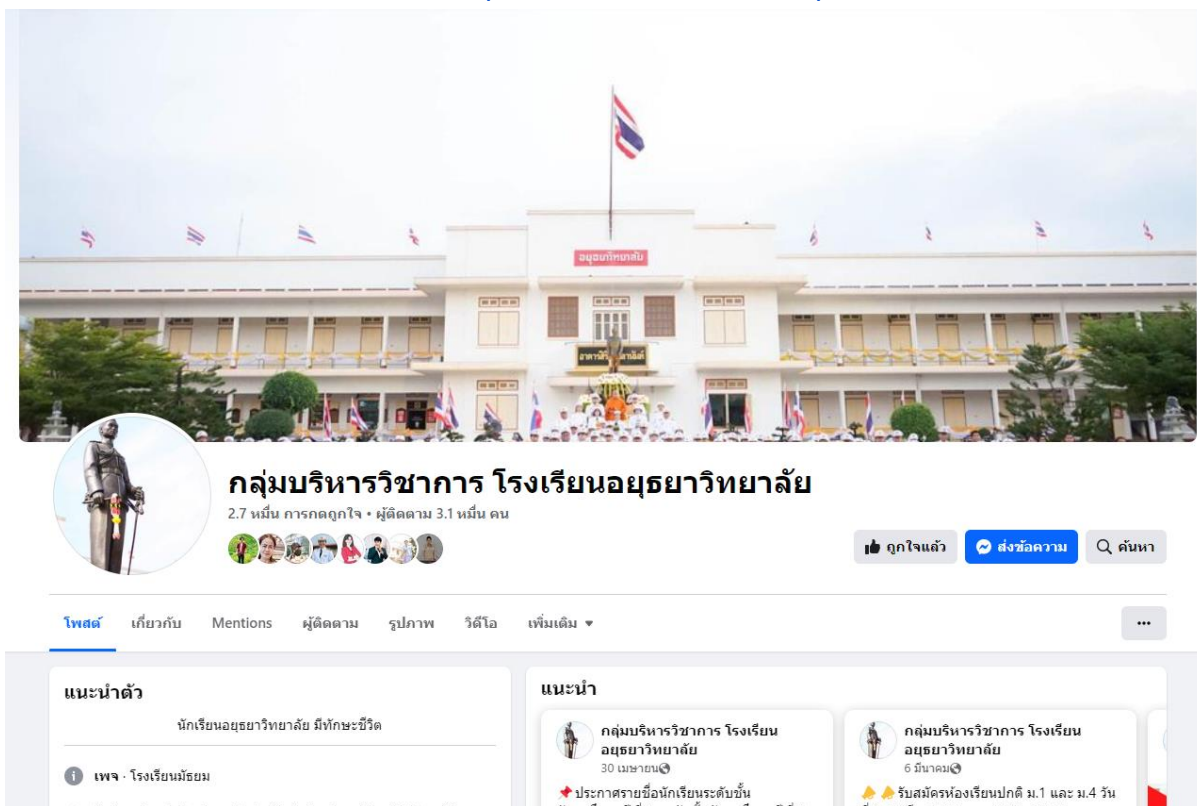 อยุธยาวิทยาลัย
กลุ่มบริหารวิชาการ โรงเรียนอยุธยาวิทยาลัย
2.7 หมื่น การกดถูกใจ • ผู้ติดตาม 3.1 หมื่น คน
ถูกใจแล้ว
ส่งข้อความ
ค้นหา
โพสต์ เกี่ยวกับ Mentions ผู้ติดตาม รูปภาพ วิดีโอ เพิ่มเติม
แนะนำตัว
นักเรียนอยุธยาวิทยาลัย มีทักษะชีวิต
เพจ · โรงเรียนมัธยม
แนะนำ
กลุ่มบริหารวิชาการ โรงเรียน
อยุธยาวิทยาลัย
30 เมษายน
ประกาศรายชื่อนักเรียนระดับชั้น
กลุ่มบริหารวิชาการ โรงเรียน
อยุธยาวิทยาลัย
6 มีนาคม
รับสมัครห้องเรียนปกติ ม.1 และ ม.4 วัน